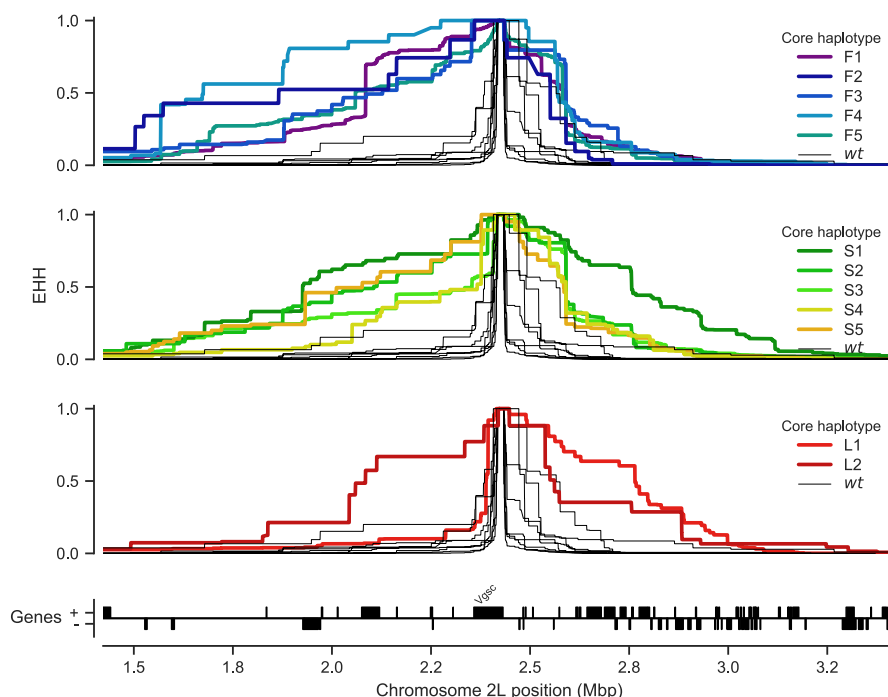 1.0
0.5
0.0
Core haplotype
F1
F2
F3
F4
F5
wt
EHH
1.0
0.5
0.0
Core haplotype
S1
S2
S3
S4
S5
wt
1.0
0.5
0.0
Core haplotype
L1
L2
wt
Vgsc
Genes + -
1.5 1.8 2.0 2.2 2.5 2.8 3.0 3.2
Chromosome 2L position (Mbp)